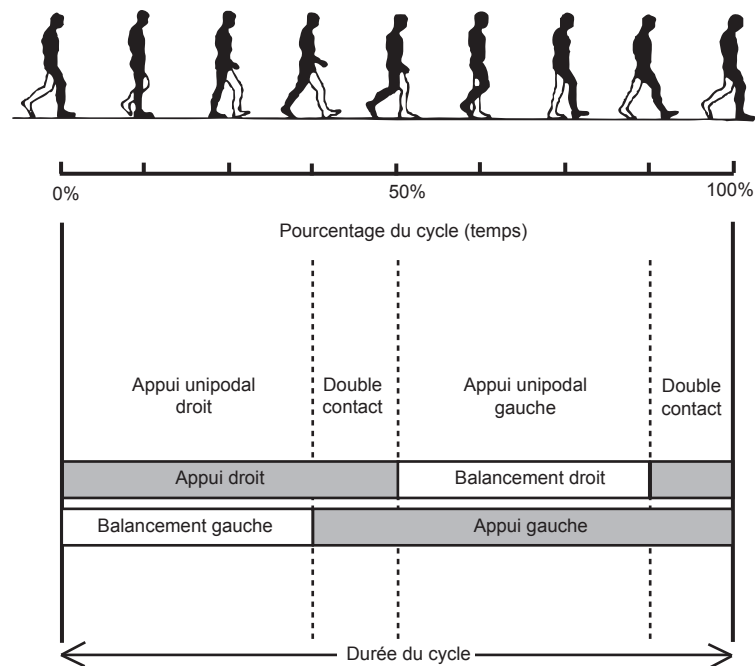 0%
50%
100%
Pourcentage du cycle (temps)
Appui unipodal
droit
Double
contact
Appui unipodal
gauche
Double
contact
Appui droit
Balancement droit
Balancement gauche
Appui gauche
Durée du cycle